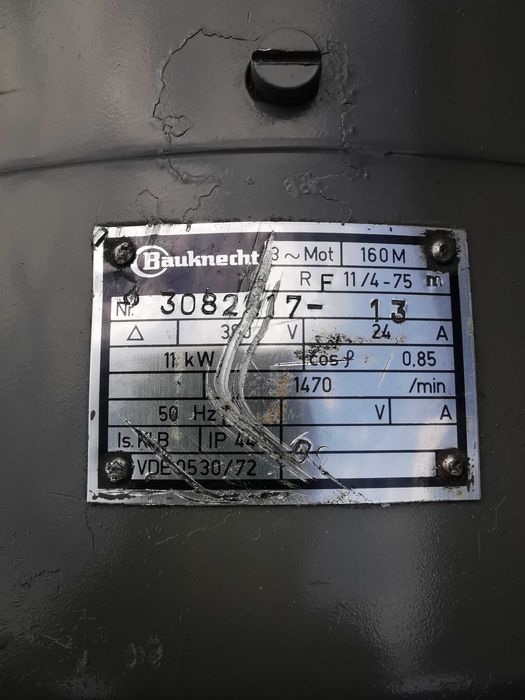 Bauknecht 3~Mot 160M
RF 11/4-75 m
Nr. 13
Δ V 24 A
11 kW cos φ 0,85
1470 /min
50 Hz V A
Is.Kl.B IP 44
VDE 0530/72